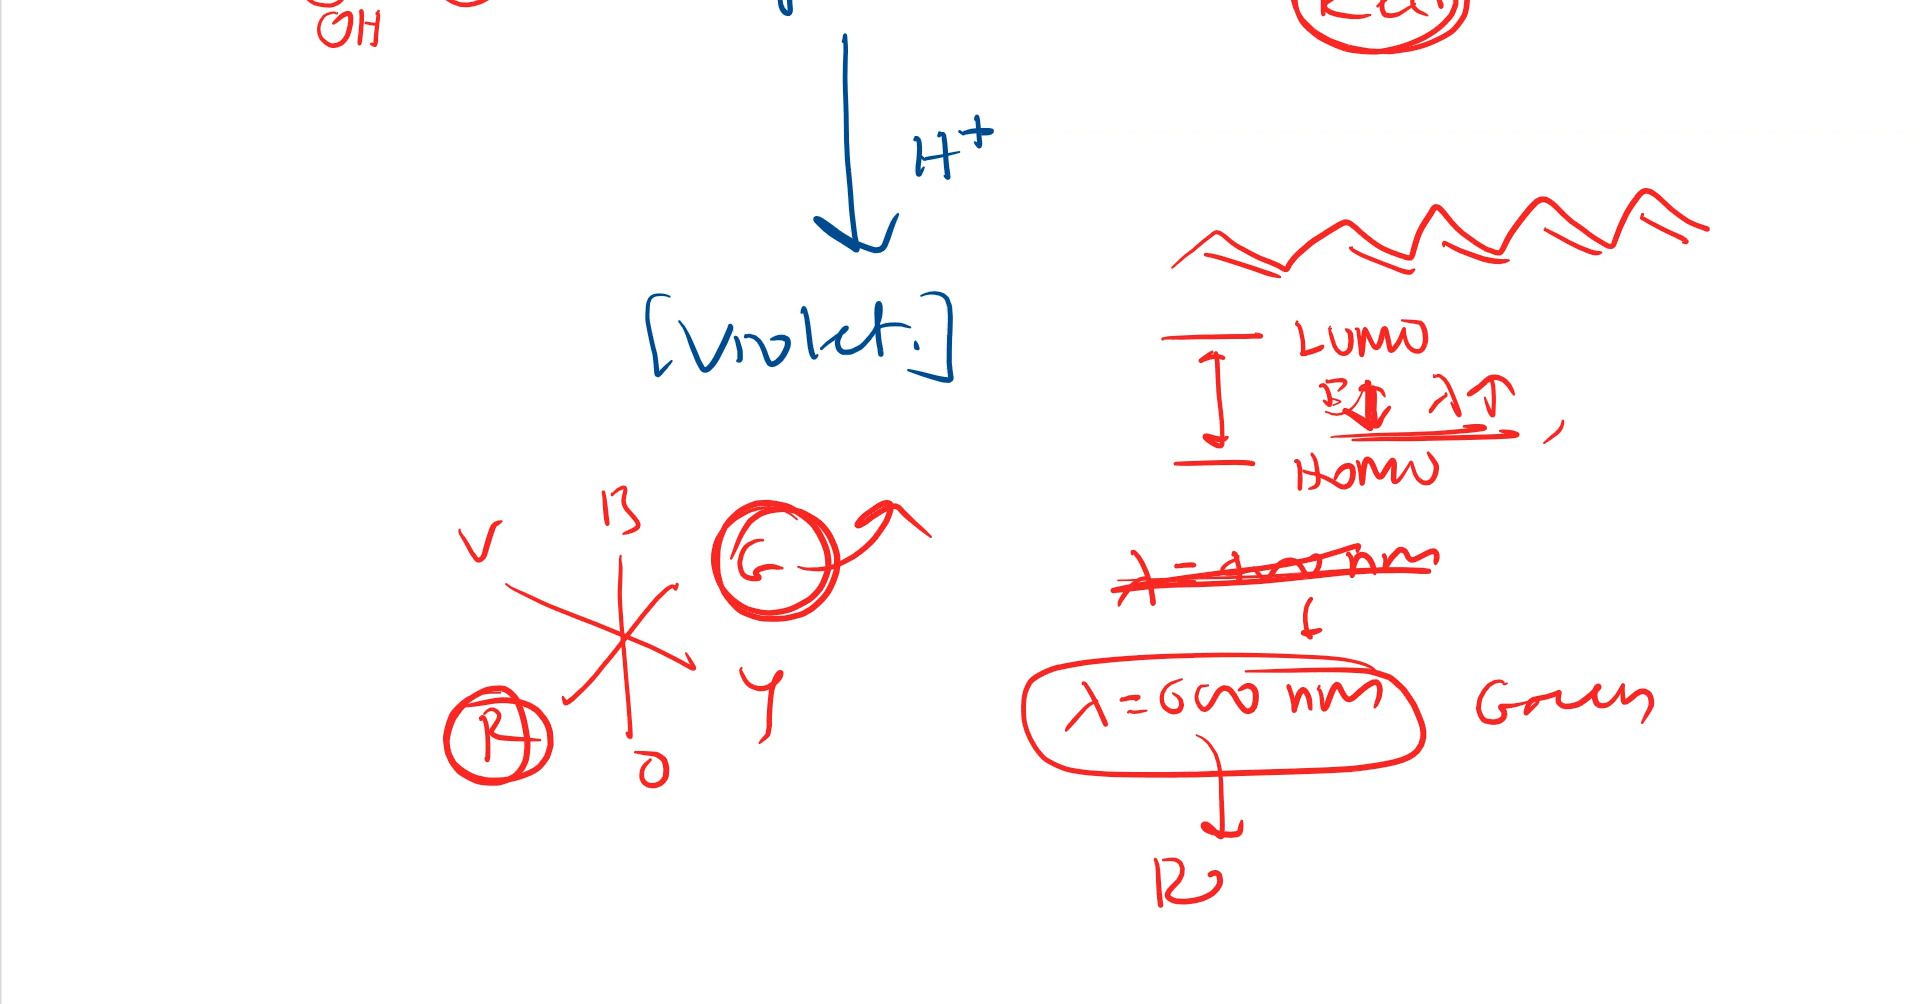 OH
H+
[Violet.]
LUMO
E↓ λ↑ ,
HOMO
B
V
G
R
Y
O
λ = 600 nm
Green
R